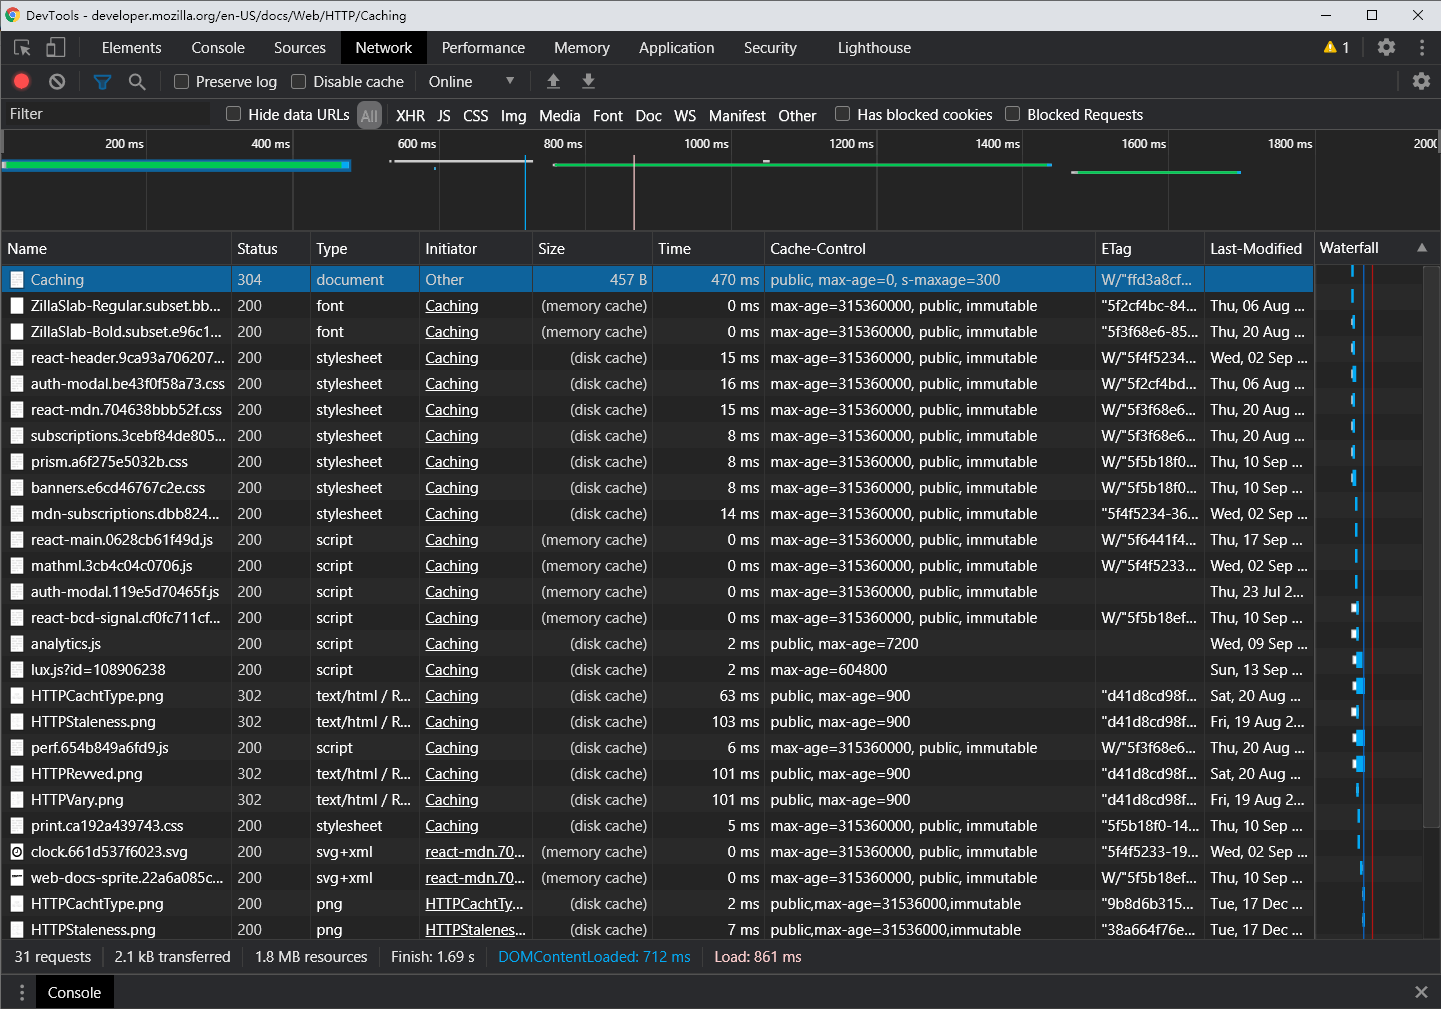 DevTools - developer.mozilla.org/en-US/docs/Web/HTTP/Caching
Elements Console Sources Network Performance Memory Application Security Lighthouse 1
Preserve log Disable cache Online
Filter Hide data URLs All XHR JS CSS Img Media Font Doc WS Manifest Other Has blocked cookies Blocked Requests
200 ms 400 ms 600 ms 800 ms 1000 ms 1200 ms 1400 ms 1600 ms 1800 ms 2000
Name Status Type Initiator Size Time Cache-Control ETag Last-Modified Waterfall
Caching 304 document Other 457 B 470 ms public, max-age=0, s-maxage=300 W/"ffd3a8cf...
ZillaSlab-Regular.subset.bb... 200 font Caching (memory cache) 0 ms max-age=315360000, public, immutable "5f2cf4bc-84... Thu, 06 Aug ...
ZillaSlab-Bold.subset.e96c1... 200 font Caching (memory cache) 0 ms max-age=315360000, public, immutable "5f3f68e6-85... Thu, 20 Aug ...
react-header.9ca93a706207... 200 stylesheet Caching (disk cache) 15 ms max-age=315360000, public, immutable W/"5f4f5234... Wed, 02 Sep ...
auth-modal.be43f0f58a73.css 200 stylesheet Caching (disk cache) 16 ms max-age=315360000, public, immutable W/"5f2cf4bd... Thu, 06 Aug ...
react-mdn.704638bbb52f.css 200 stylesheet Caching (disk cache) 15 ms max-age=315360000, public, immutable W/"5f3f68e6... Thu, 20 Aug ...
subscriptions.3cebf84de805... 200 stylesheet Caching (disk cache) 8 ms max-age=315360000, public, immutable W/"5f3f68e6... Thu, 20 Aug ...
prism.a6f275e5032b.css 200 stylesheet Caching (disk cache) 8 ms max-age=315360000, public, immutable W/"5f5b18f0... Thu, 10 Sep ...
banners.e6cd46767c2e.css 200 stylesheet Caching (disk cache) 8 ms max-age=315360000, public, immutable W/"5f5b18f0... Thu, 10 Sep ...
mdn-subscriptions.dbb824... 200 stylesheet Caching (disk cache) 14 ms max-age=315360000, public, immutable "5f4f5234-36... Wed, 02 Sep ...
react-main.0628cb61f49d.js 200 script Caching (memory cache) 0 ms max-age=315360000, public, immutable W/"5f6441f4... Thu, 17 Sep ...
mathml.3cb4c04c0706.js 200 script Caching (memory cache) 0 ms max-age=315360000, public, immutable W/"5f4f5233... Wed, 02 Sep ...
auth-modal.119e5d70465f.js 200 script Caching (memory cache) 0 ms max-age=315360000, public, immutable Thu, 23 Jul 2...
react-bcd-signal.cf0fc711cf... 200 script Caching (memory cache) 0 ms max-age=315360000, public, immutable W/"5f5b18ef... Thu, 10 Sep ...
analytics.js 200 script Caching (disk cache) 2 ms public, max-age=7200 Wed, 09 Sep ...
lux.js?id=108906238 200 script Caching (disk cache) 2 ms max-age=604800 Sun, 13 Sep ...
HTTPCachtType.png 302 text/html / R... Caching (disk cache) 63 ms public, max-age=900 "d41d8cd98f... Sat, 20 Aug ...
HTTPStaleness.png 302 text/html / R... Caching (disk cache) 103 ms public, max-age=900 "d41d8cd98f... Fri, 19 Aug 2...
perf.654b849a6fd9.js 200 script Caching (disk cache) 6 ms max-age=315360000, public, immutable W/"5f3f68e6... Thu, 20 Aug ...
HTTPRevved.png 302 text/html / R... Caching (disk cache) 101 ms public, max-age=900 "d41d8cd98f... Sat, 20 Aug ...
HTTPVary.png 302 text/html / R... Caching (disk cache) 101 ms public, max-age=900 "d41d8cd98f... Fri, 19 Aug 2...
print.ca192a439743.css 200 stylesheet Caching (disk cache) 5 ms max-age=315360000, public, immutable "5f5b18f0-14... Thu, 10 Sep ...
clock.661d537f6023.svg 200 svg+xml react-mdn.70... (memory cache) 0 ms max-age=315360000, public, immutable "5f4f5233-19... Wed, 02 Sep ...
web-docs-sprite.22a6a085c... 200 svg+xml react-mdn.70... (memory cache) 0 ms max-age=315360000, public, immutable W/"5f5b18ef... Thu, 10 Sep ...
HTTPCachtType.png 200 png HTTPCachtTy... (disk cache) 2 ms public,max-age=31536000,immutable "9b8d6b315... Tue, 17 Dec ...
HTTPStaleness.png 200 png HTTPStalenes... (disk cache) 7 ms public,max-age=31536000,immutable "38a664f76e... Tue, 17 Dec ...
31 requests 2.1 kB transferred 1.8 MB resources Finish: 1.69 s DOMContentLoaded: 712 ms Load: 861 ms
Console